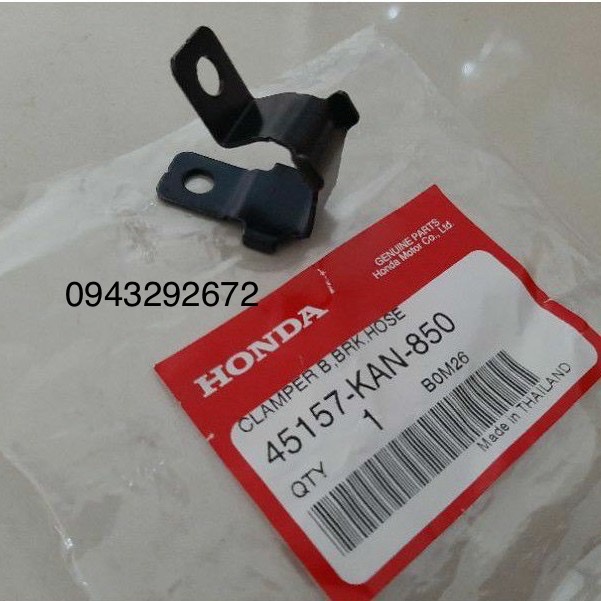 0943292672
GENUINE PARTS
Honda Motor Co., Ltd.
HONDA
CLAMPER B,BRK.HOSE
45157-KAN-850
QTY 1 B0M26
Made in THAILAND